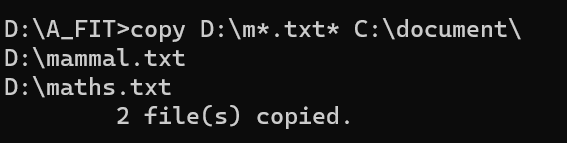 D:\A_FIT>copy D:\m*.txt* C:\document\
D:\mammal.txt
D:\maths.txt
        2 file(s) copied.